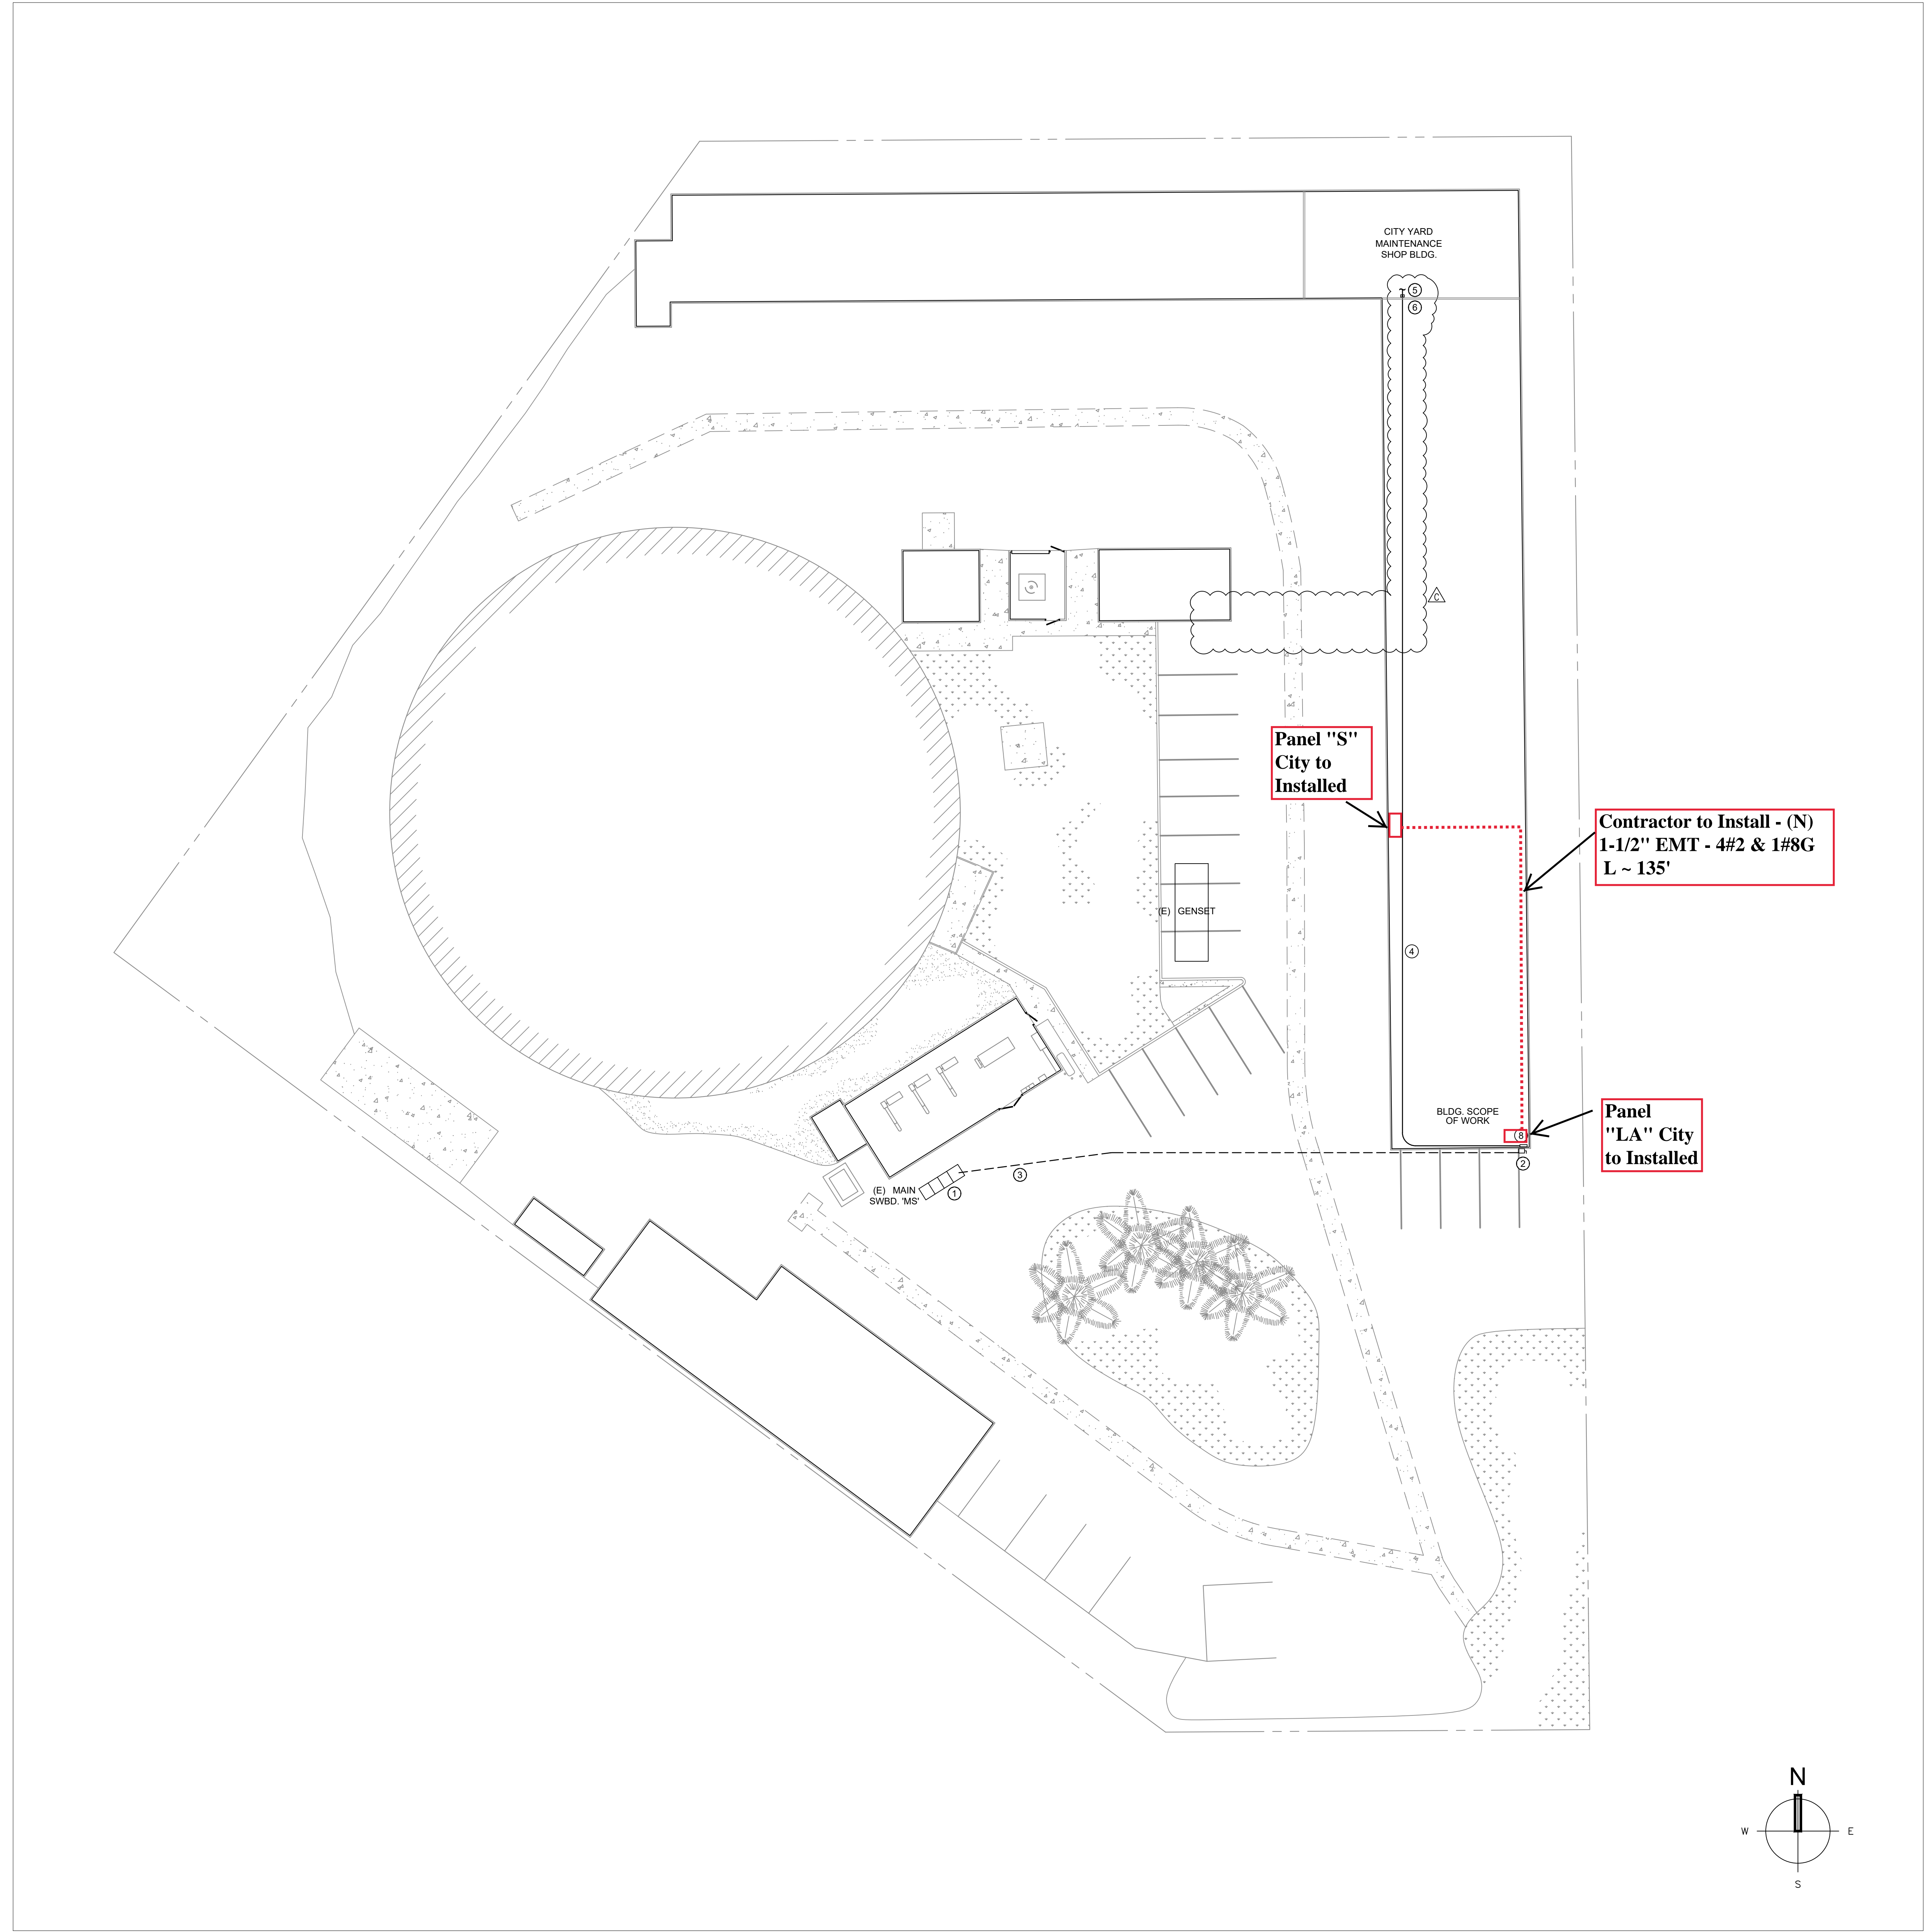 CITY YARD
MAINTENANCE
SHOP BLDG.
5
6
C
Panel "S"
City to
Installed
Contractor to Install - (N)
1-1/2" EMT - 4#2 & 1#8G
L ~ 135'
(E) GENSET
4
BLDG. SCOPE
OF WORK
8
Panel
"LA" City
to Installed
2
3
(E) MAIN
SWBD. 'MS'
1
N
W
E
S